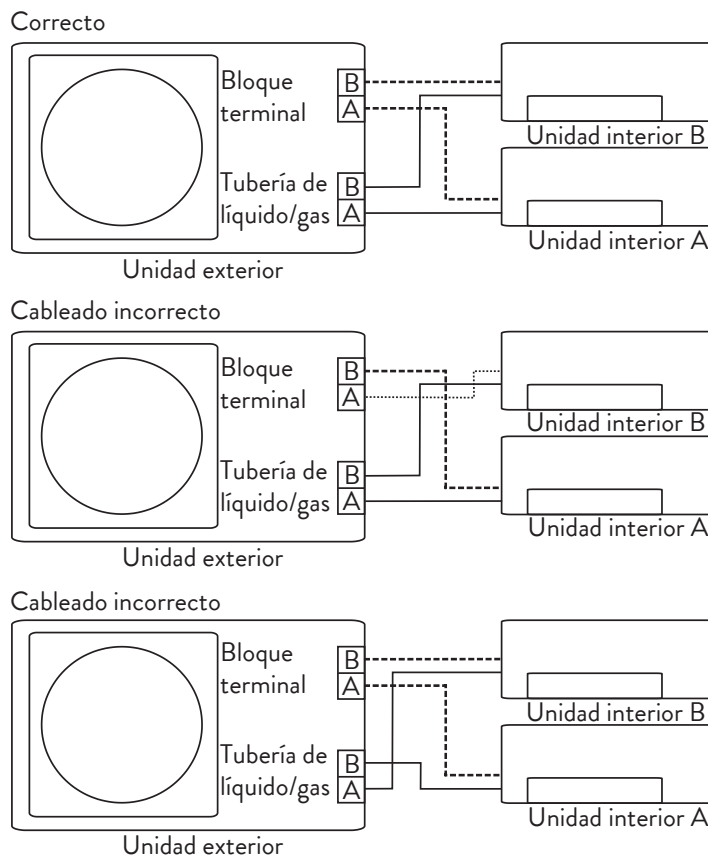 Correcto
Bloque
terminal
B
A
Tubería de
líquido/gas
B
A
Unidad exterior
Unidad interior B
Unidad interior A
Cableado incorrecto
Bloque
terminal
B
A
Tubería de
líquido/gas
B
A
Unidad exterior
Unidad interior B
Unidad interior A
Cableado incorrecto
Bloque
terminal
B
A
Tubería de
líquido/gas
B
A
Unidad exterior
Unidad interior B
Unidad interior A